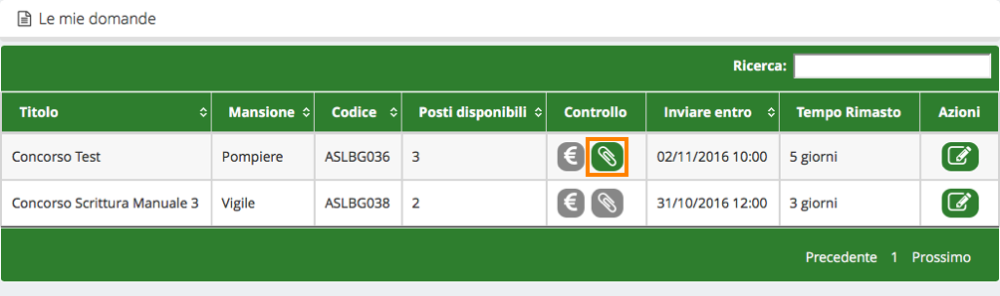 Le mie domande
Ricerca:
Titolo Mansione Codice Posti disponibili Controllo Inviare entro Tempo Rimasto Azioni
Concorso Test Pompiere ASLBG036 3 € 02/11/2016 10:00 5 giorni
Concorso Scrittura Manuale 3 Vigile ASLBG038 2 € 31/10/2016 12:00 3 giorni
Precedente 1 Prossimo